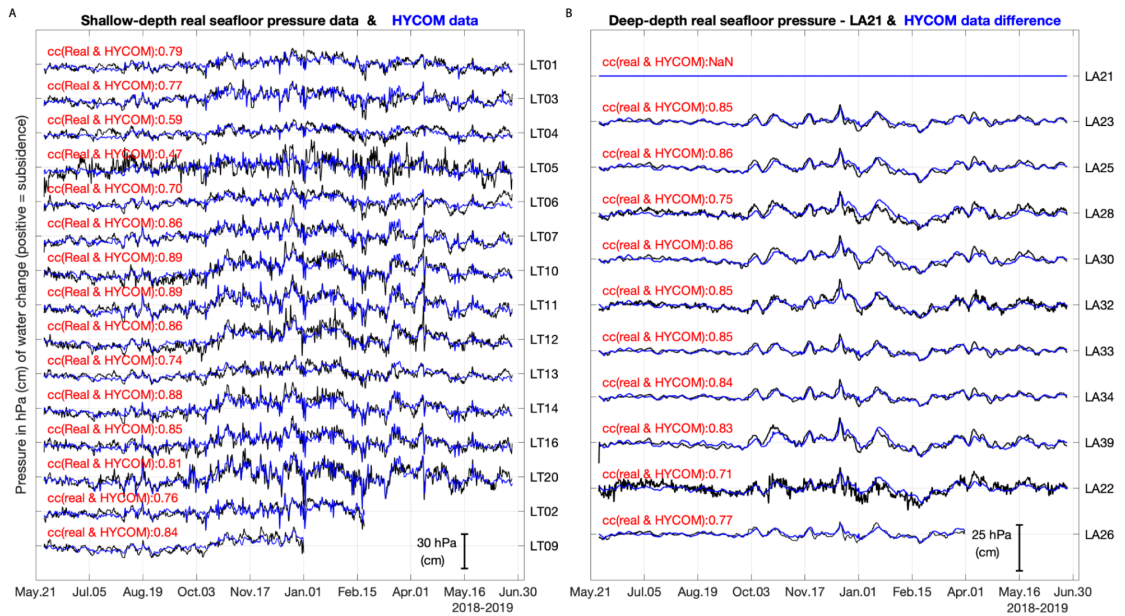 A
Shallow-depth real seafloor pressure data & HYCOM data
Pressure in hPa (cm) of water change (positive = subsidence)
cc(Real & HYCOM):0.79
LT01
cc(Real & HYCOM):0.77
LT03
cc(Real & HYCOM):0.59
LT04
cc(Real & HYCOM):0.47
LT05
cc(Real & HYCOM):0.70
LT06
cc(Real & HYCOM):0.86
LT07
cc(Real & HYCOM):0.89
LT10
cc(Real & HYCOM):0.89
LT11
cc(Real & HYCOM):0.86
LT12
cc(Real & HYCOM):0.74
LT13
cc(Real & HYCOM):0.88
LT14
cc(Real & HYCOM):0.85
LT16
cc(Real & HYCOM):0.81
LT20
cc(real & HYCOM):0.76
LT02
cc(real & HYCOM):0.84
LT09
30 hPa
(cm)
May.21 Jul.05 Aug.19 Oct.03 Nov.17 Jan.01 Feb.15 Apr.01 May.16 Jun.30
2018-2019
B
Deep-depth real seafloor pressure - LA21 & HYCOM data difference
cc(real & HYCOM):NaN
LA21
cc(real & HYCOM):0.85
LA23
cc(real & HYCOM):0.86
LA25
cc(real & HYCOM):0.75
LA28
cc(real & HYCOM):0.86
LA30
cc(real & HYCOM):0.85
LA32
cc(real & HYCOM):0.85
LA33
cc(real & HYCOM):0.84
LA34
cc(real & HYCOM):0.83
LA39
cc(real & HYCOM):0.71
LA22
cc(real & HYCOM):0.77
LA26
25 hPa
(cm)
May.21 Jul.05 Aug.19 Oct.03 Nov.17 Jan.01 Feb.15 Apr.01 May.16 Jun.30
2018-2019